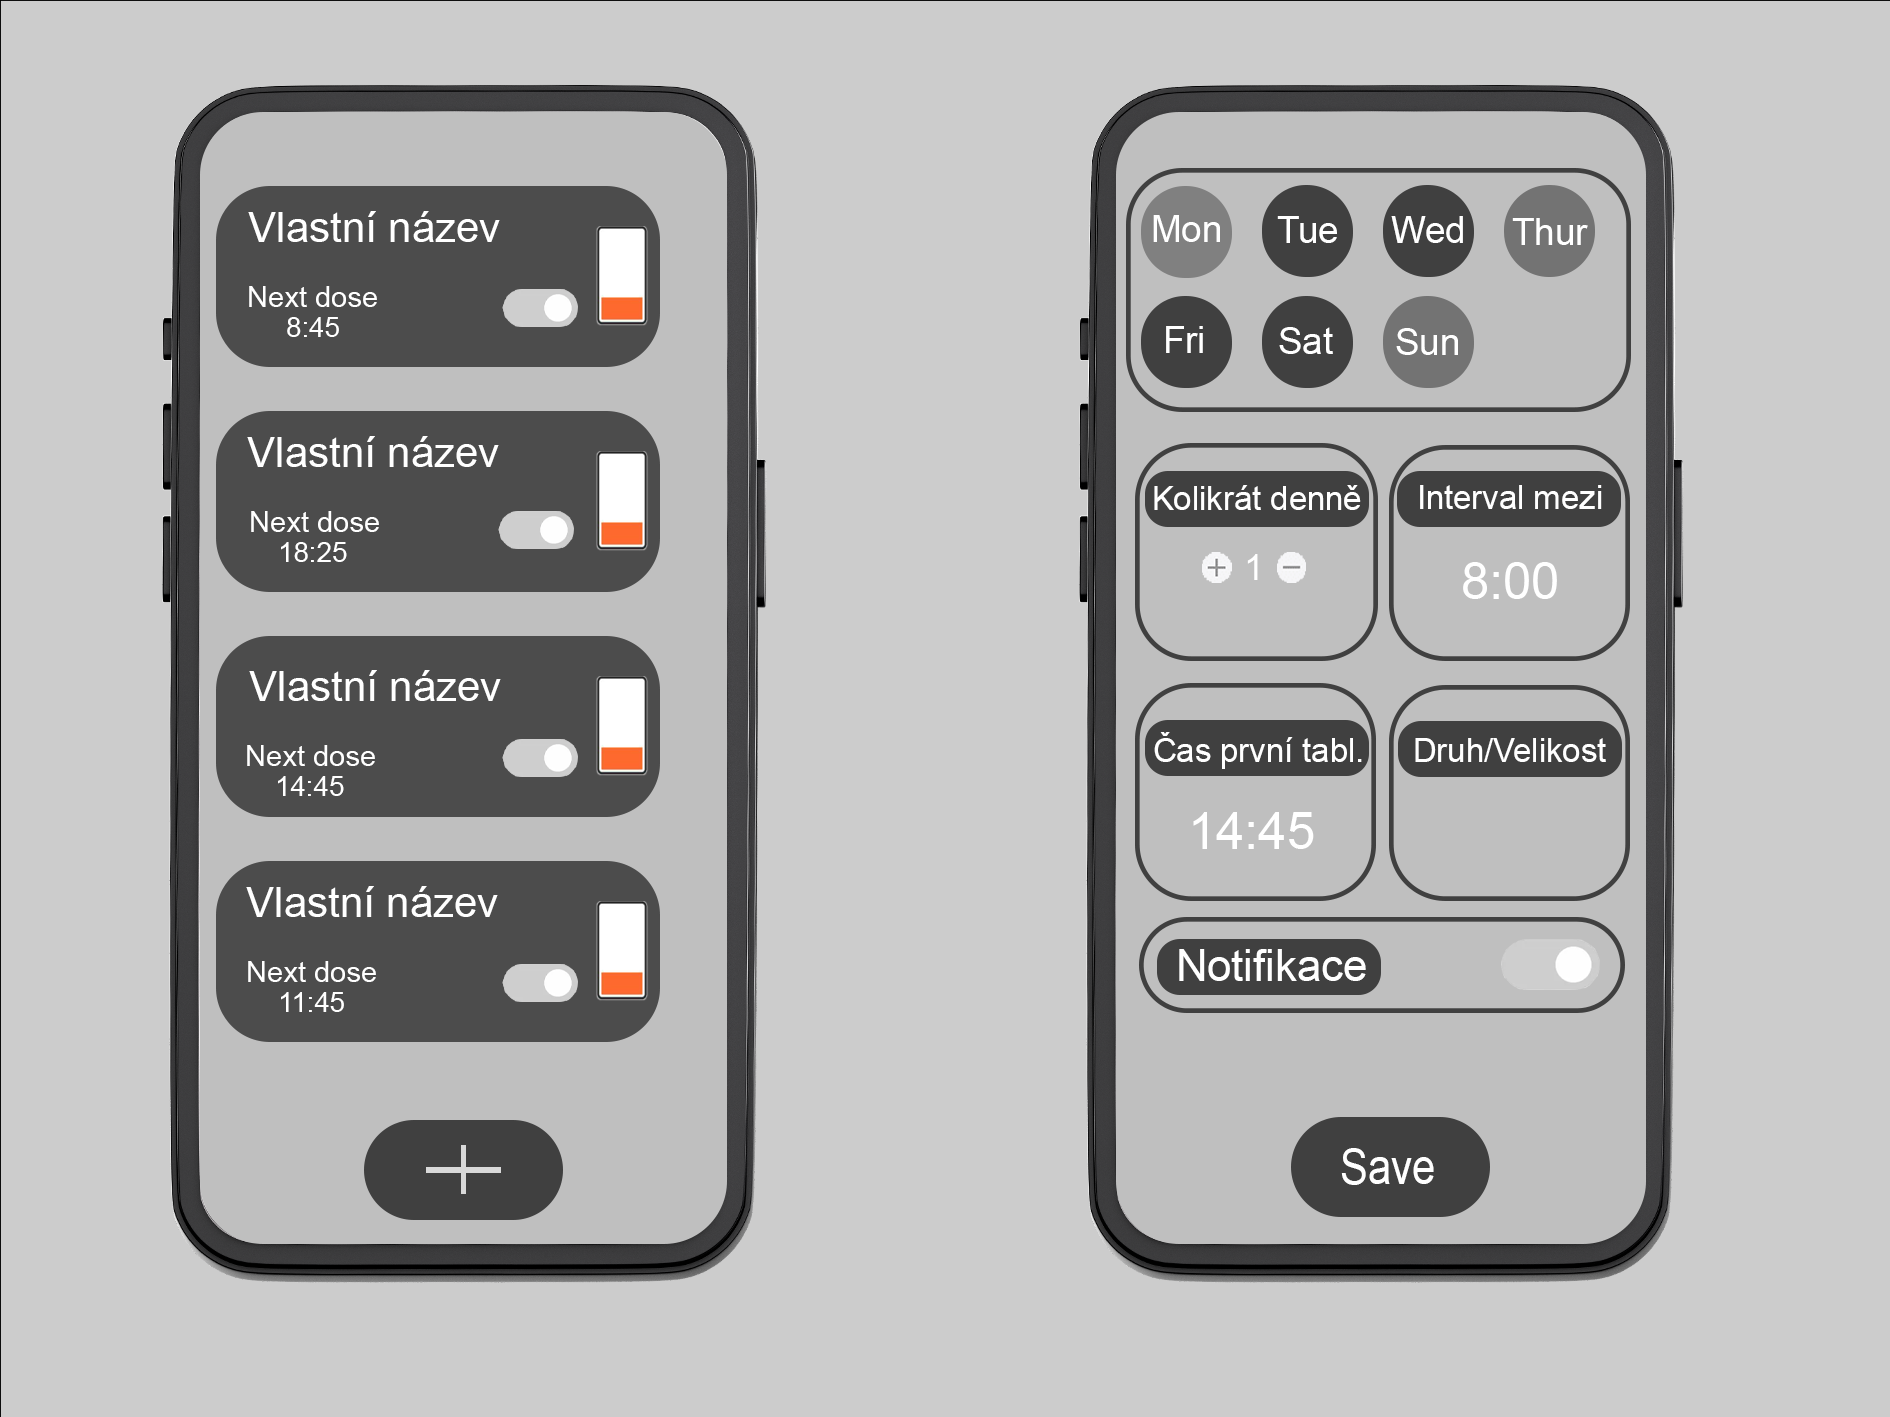 Vlastní název
Next dose
8:45
Vlastní název
Next dose
18:25
Vlastní název
Next dose
14:45
Vlastní název
Next dose
11:45
Mon Tue Wed Thur
Fri Sat Sun
Kolikrát denně
1
Interval mezi
8:00
Čas první tabl.
14:45
Druh/Velikost
Notifikace
Save